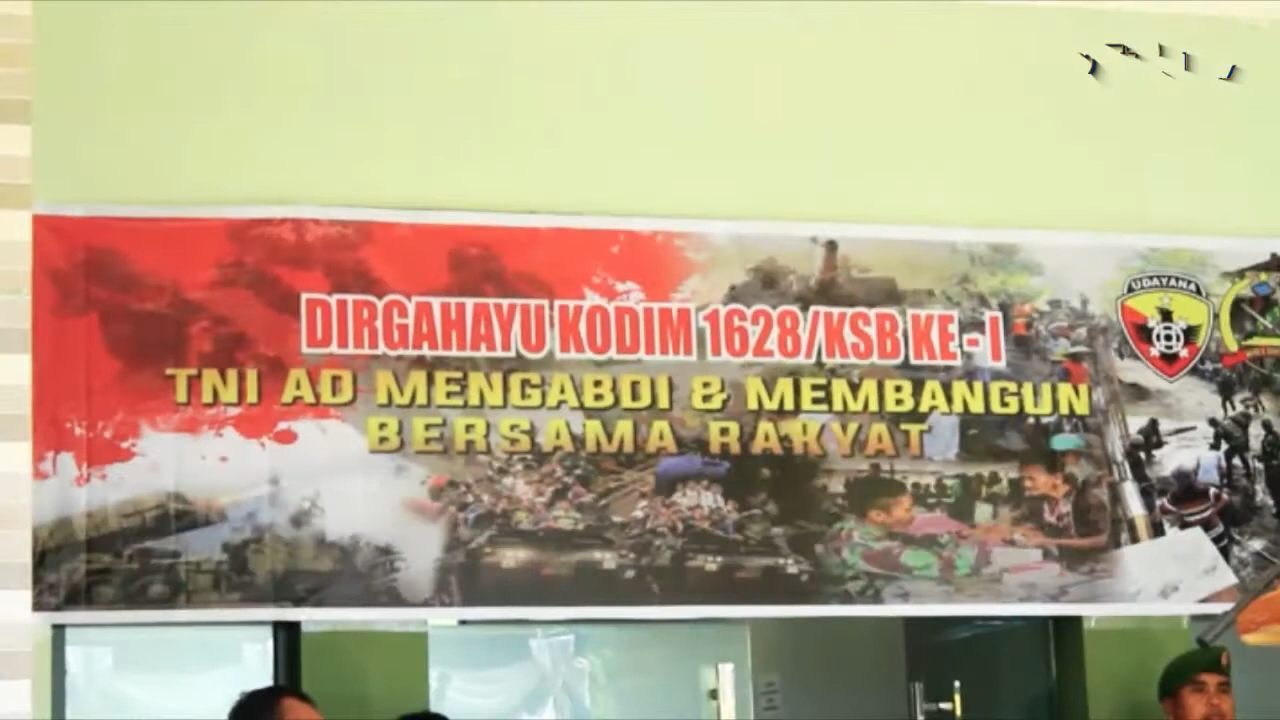 DIRGAHAYU KODIM 1628/KSB KE - I
TNI AD MENGABDI & MEMBANGUN
BERSAMA RAKYAT
UDAYANA